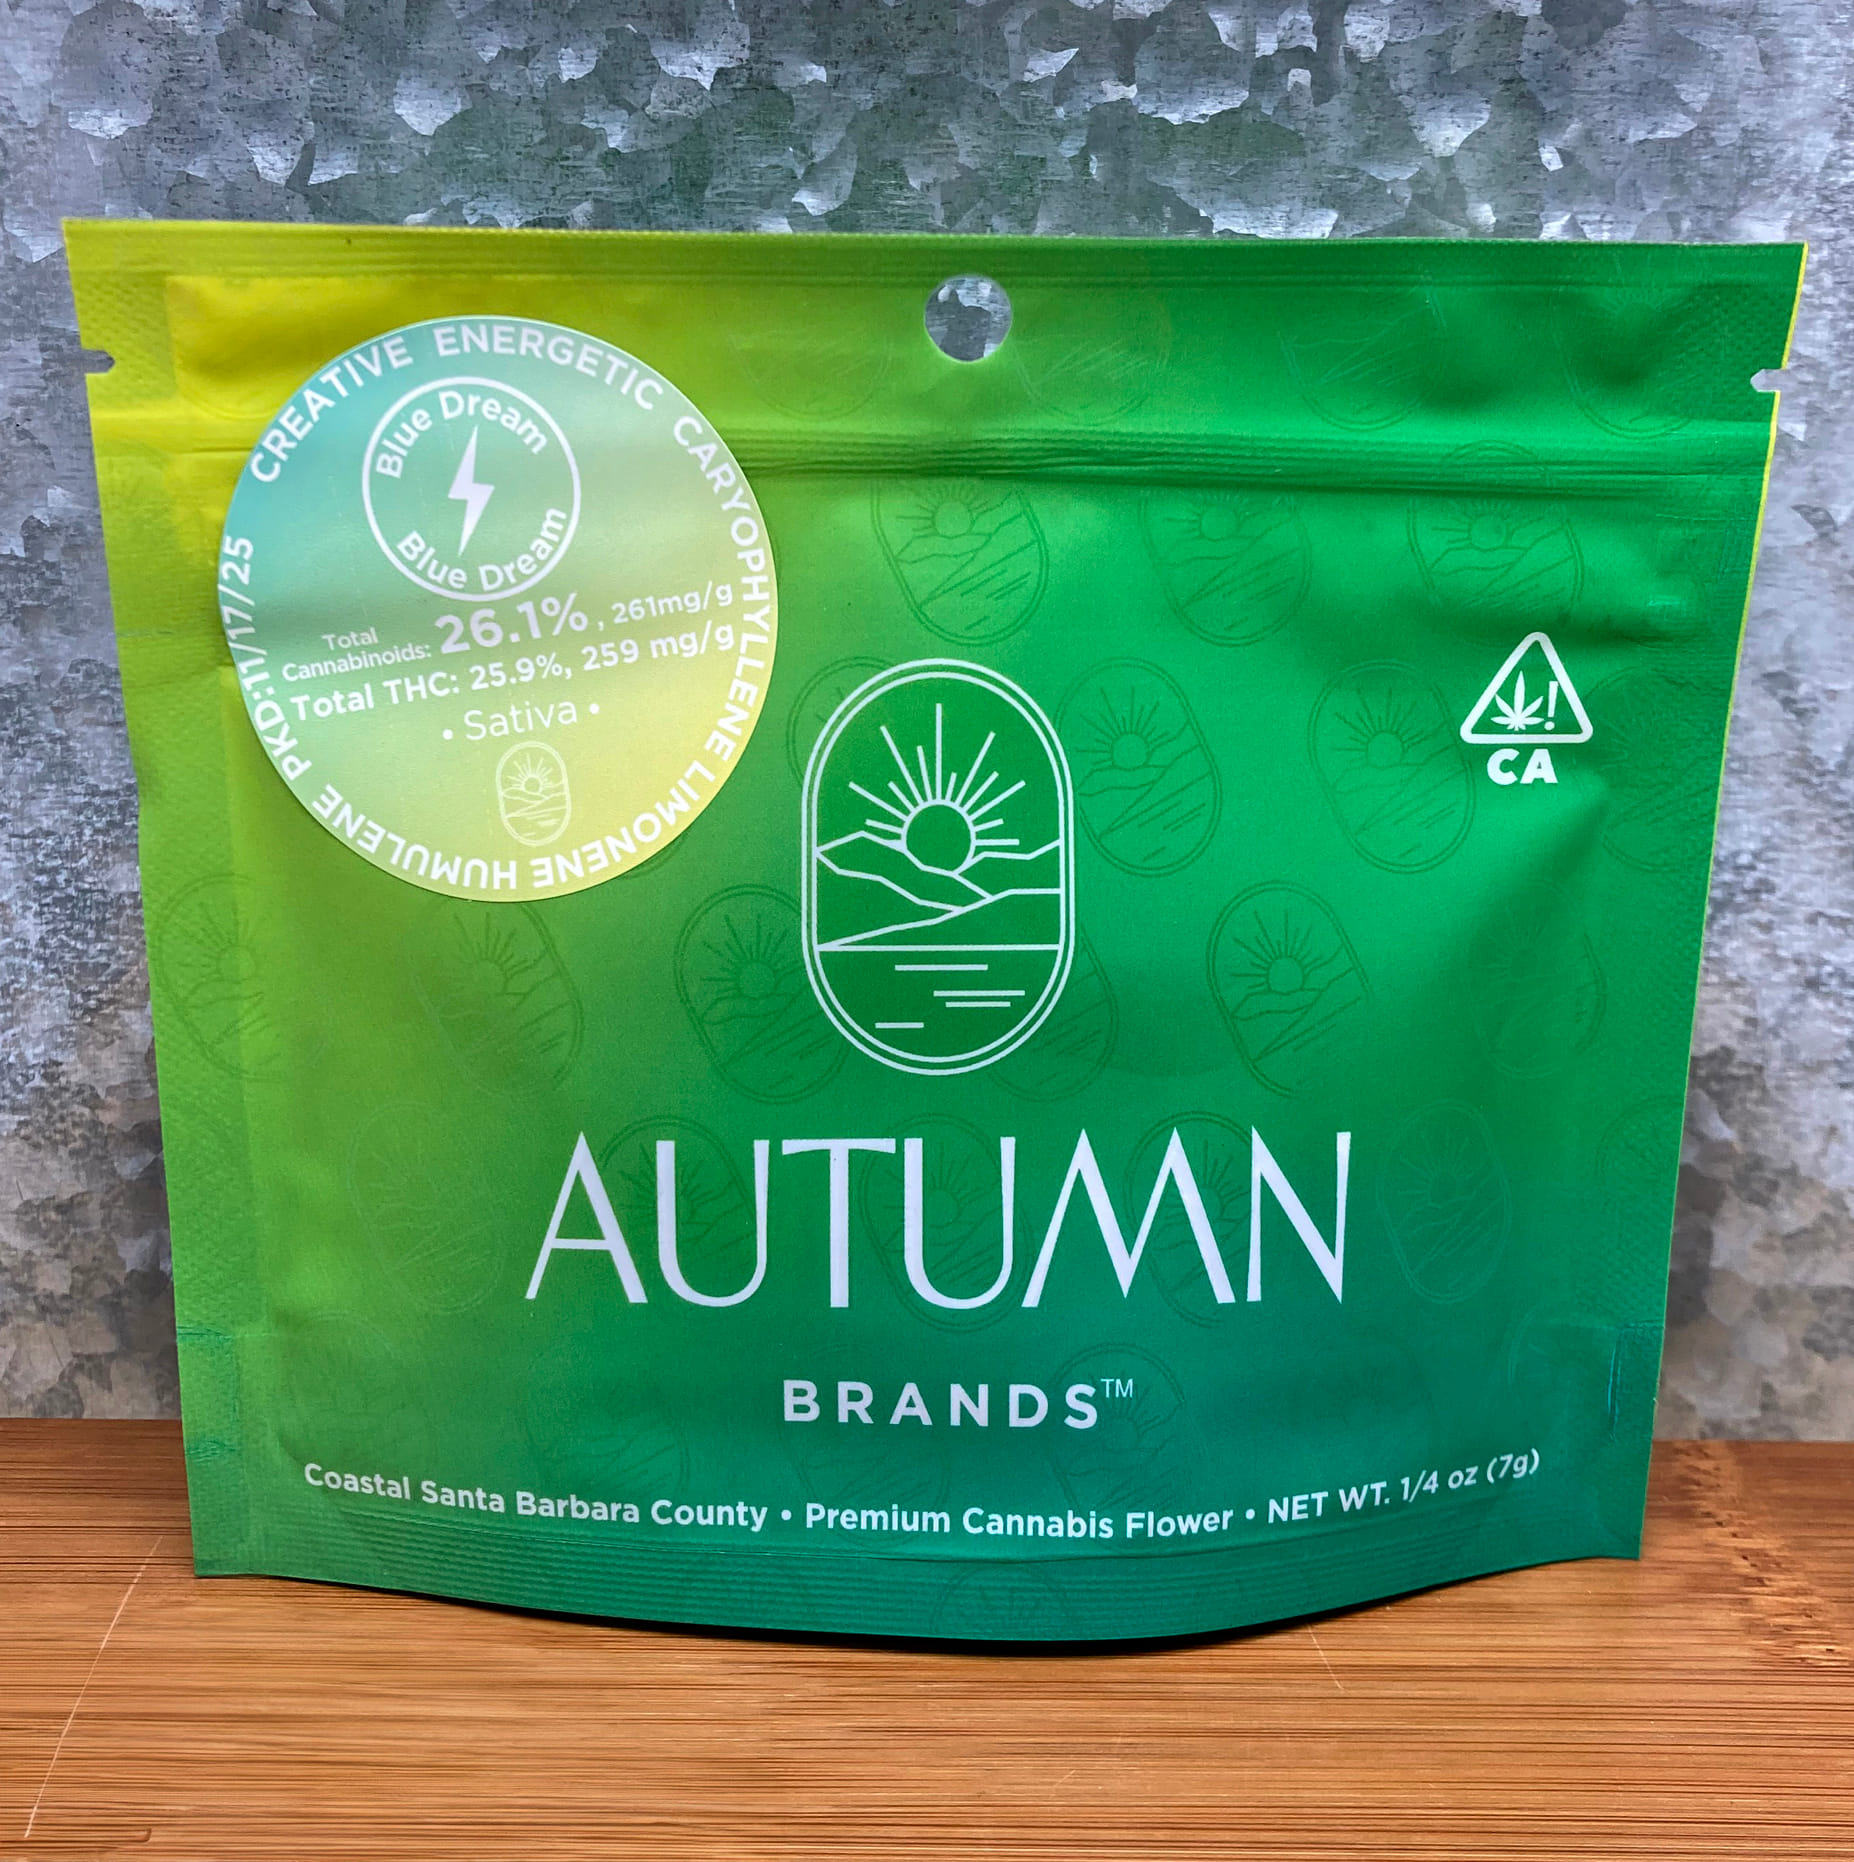 CREATIVE ENERGETIC CARYOPHYLLENE LIMONENE HUMULENE PKD:11/17/25
Blue Dream
Blue Dream
Total
Cannabinoids: 26.1%, 261mg/g
Total THC: 25.9%, 259 mg/g
• Sativa •
CA
AUTUMN
BRANDS™
Coastal Santa Barbara County • Premium Cannabis Flower • NET WT. 1/4 oz (7g)